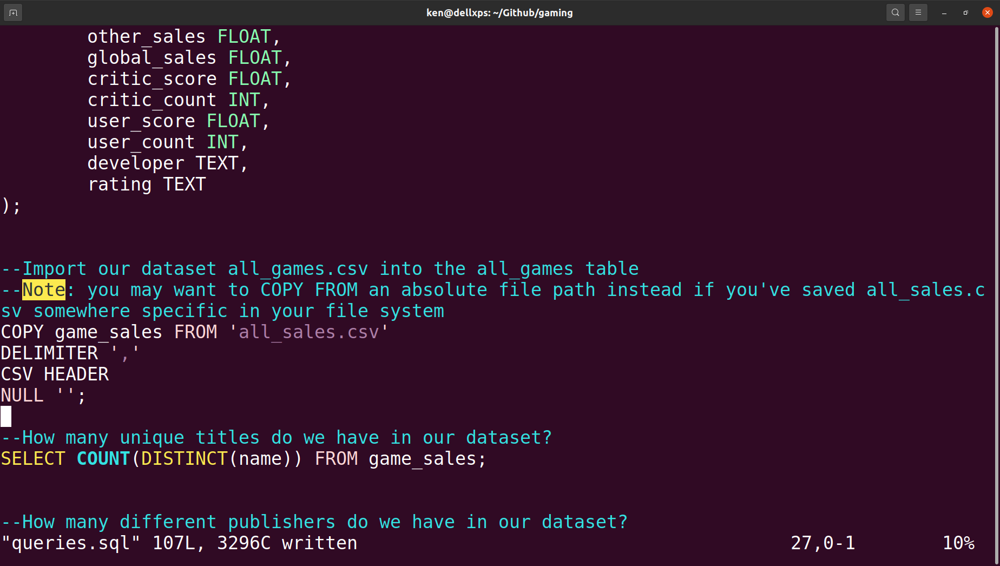 ken@dellxps: ~/Github/gaming
other_sales FLOAT,
global_sales FLOAT,
critic_score FLOAT,
critic_count INT,
user_score FLOAT,
user_count INT,
developer TEXT,
rating TEXT
);
--Import our dataset all_games.csv into the all_games table
--Note: you may want to COPY FROM an absolute file path instead if you've saved all_sales.c
sv somewhere specific in your file system
COPY game_sales FROM 'all_sales.csv'
DELIMITER ','
CSV HEADER
NULL '';
--How many unique titles do we have in our dataset?
SELECT COUNT(DISTINCT(name)) FROM game_sales;
--How many different publishers do we have in our dataset?
"queries.sql" 107L, 3296C written 27,0-1 10%